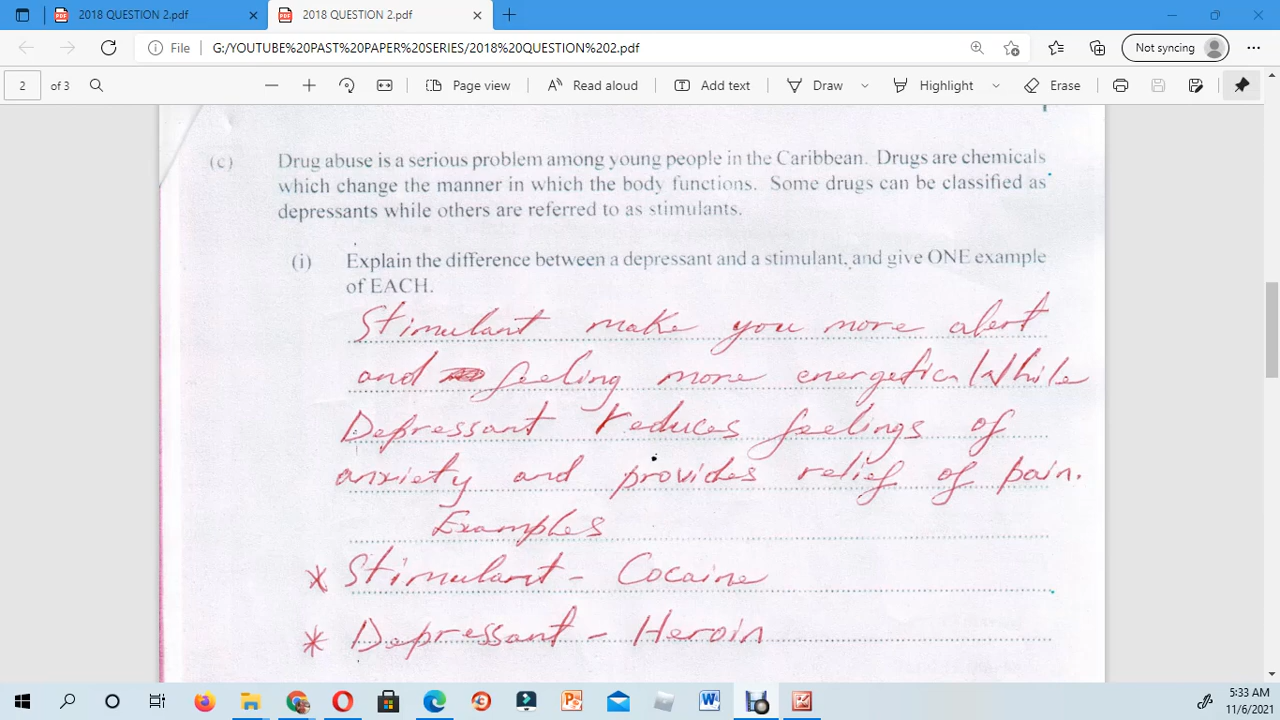 2018 QUESTION 2.pdf
2018 QUESTION 2.pdf
File
G:/YOUTUBE%20PAST%20PAPER%20SERIES/2018%20QUESTION%202.pdf
Not syncing
2 of 3
Page view
Read aloud
Add text
Draw
Highlight
Erase
(c) Drug abuse is a serious problem among young people in the Caribbean. Drugs are chemicals
which change the manner in which the body functions. Some drugs can be classified as
depressants while others are referred to as stimulants.
(i) Explain the difference between a depressant and a stimulant, and give ONE example
of EACH.
Stimulant make you more alert
and feeling more energetic While
Depressant reduces feelings of
anxiety and provides relief of pain.
Examples
* Stimulant - Cocaine
* Depressant - Heroin
5:33 AM
11/6/2021